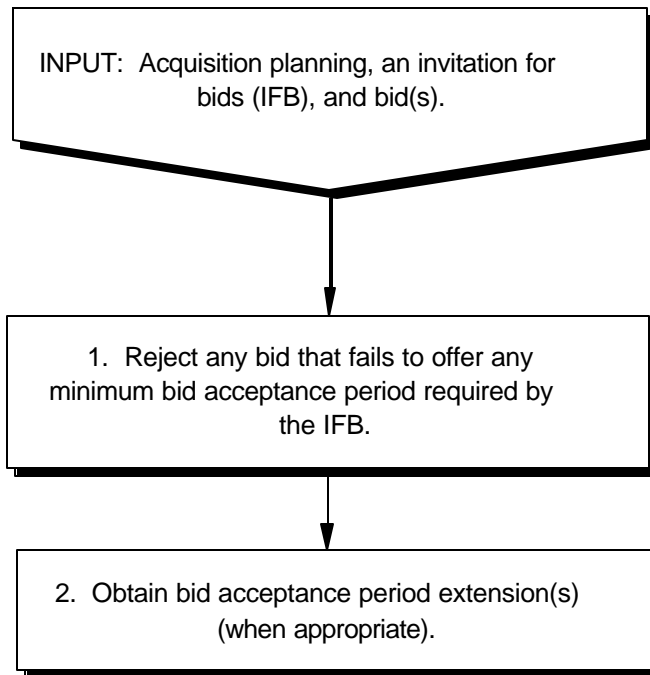 INPUT: Acquisition planning, an invitation for
bids (IFB), and bid(s).
1. Reject any bid that fails to offer any
minimum bid acceptance period required by
the IFB.
2. Obtain bid acceptance period extension(s)
(when appropriate).